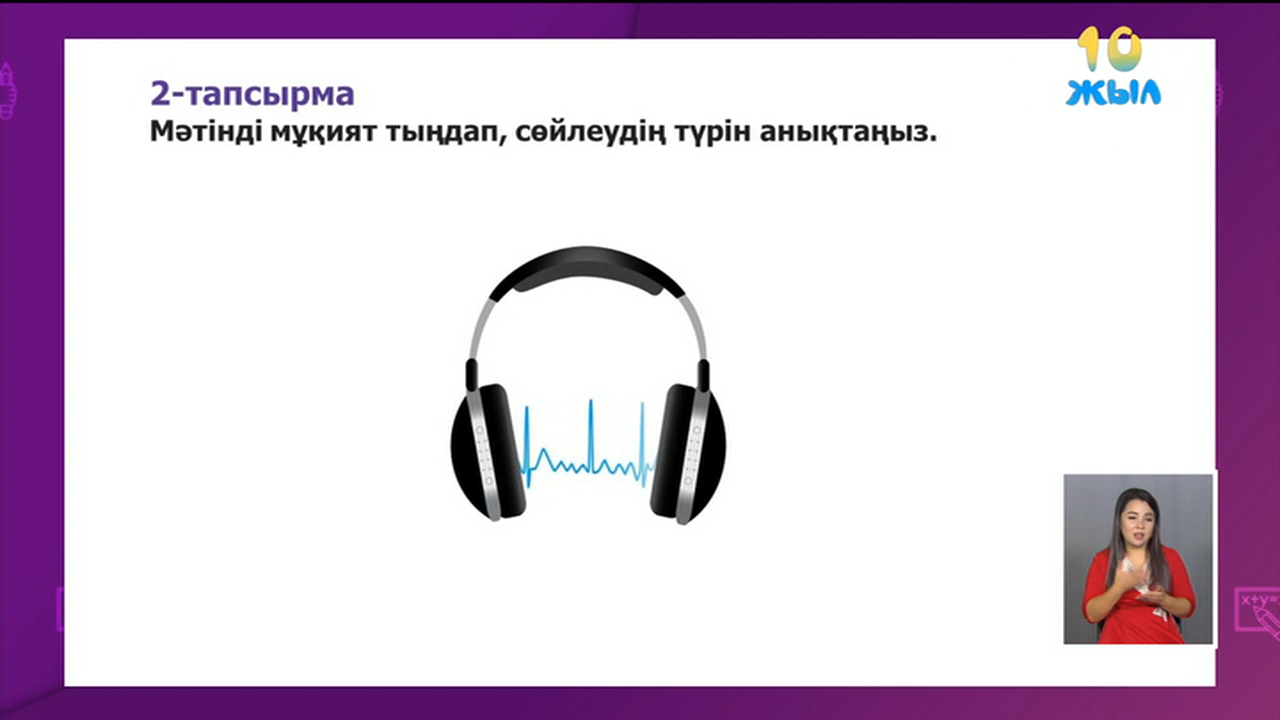 10
ЖЫЛ
2-тапсырма
Мәтінді мұқият тыңдап, сөйлеудің түрін анықтаңыз.
x+y=